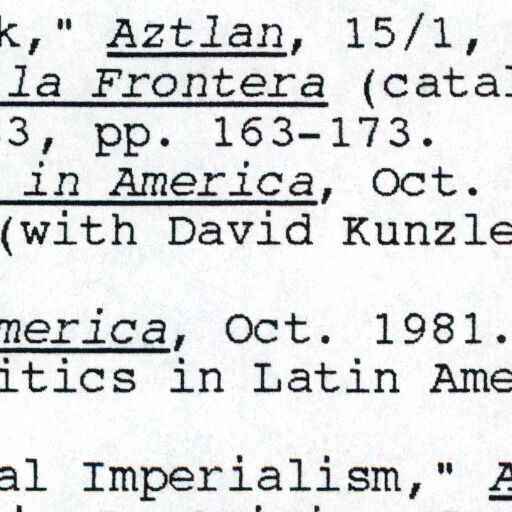 k," Aztlan, 15/1,
la Frontera (catal
3, pp. 163-173.
in America, Oct.
(with David Kunzle
merica, Oct. 1981.
itics in Latin Ame
al Imperialism," A